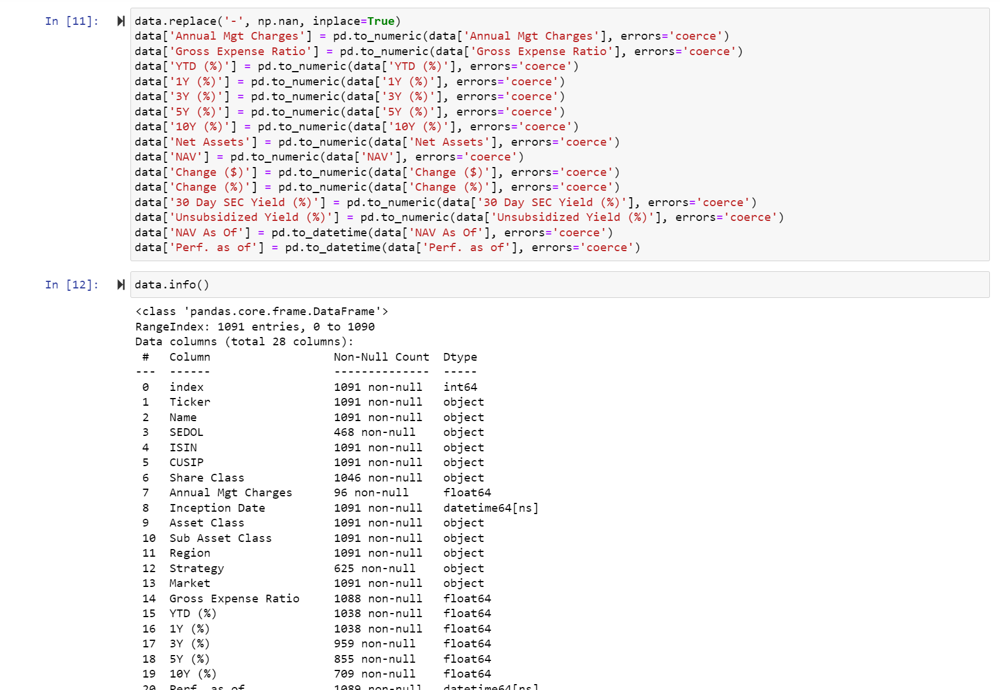 In [11]:
data.replace('-', np.nan, inplace=True)
data['Annual Mgt Charges'] = pd.to_numeric(data['Annual Mgt Charges'], errors='coerce')
data['Gross Expense Ratio'] = pd.to_numeric(data['Gross Expense Ratio'], errors='coerce')
data['YTD (%)'] = pd.to_numeric(data['YTD (%)'], errors='coerce')
data['1Y (%)'] = pd.to_numeric(data['1Y (%)'], errors='coerce')
data['3Y (%)'] = pd.to_numeric(data['3Y (%)'], errors='coerce')
data['5Y (%)'] = pd.to_numeric(data['5Y (%)'], errors='coerce')
data['10Y (%)'] = pd.to_numeric(data['10Y (%)'], errors='coerce')
data['Net Assets'] = pd.to_numeric(data['Net Assets'], errors='coerce')
data['NAV'] = pd.to_numeric(data['NAV'], errors='coerce')
data['Change ($)'] = pd.to_numeric(data['Change ($)'], errors='coerce')
data['Change (%)'] = pd.to_numeric(data['Change (%)'], errors='coerce')
data['30 Day SEC Yield (%)'] = pd.to_numeric(data['30 Day SEC Yield (%)'], errors='coerce')
data['Unsubsidized Yield (%)'] = pd.to_numeric(data['Unsubsidized Yield (%)'], errors='coerce')
data['NAV As Of'] = pd.to_datetime(data['NAV As Of'], errors='coerce')
data['Perf. as of'] = pd.to_datetime(data['Perf. as of'], errors='coerce')
In [12]:
data.info()
<class 'pandas.core.frame.DataFrame'>
RangeIndex: 1091 entries, 0 to 1090
Data columns (total 28 columns):
 #   Column                  Non-Null Count  Dtype
---  ------                  --------------  -----
 0   index                   1091 non-null   int64
 1   Ticker                  1091 non-null   object
 2   Name                    1091 non-null   object
 3   SEDOL                   468 non-null    object
 4   ISIN                    1091 non-null   object
 5   CUSIP                   1091 non-null   object
 6   Share Class             1046 non-null   object
 7   Annual Mgt Charges      96 non-null     float64
 8   Inception Date          1091 non-null   datetime64[ns]
 9   Asset Class             1091 non-null   object
 10  Sub Asset Class         1091 non-null   object
 11  Region                  1091 non-null   object
 12  Strategy                625 non-null    object
 13  Market                  1091 non-null   object
 14  Gross Expense Ratio     1088 non-null   float64
 15  YTD (%)                 1038 non-null   float64
 16  1Y (%)                  1038 non-null   float64
 17  3Y (%)                  959 non-null    float64
 18  5Y (%)                  855 non-null    float64
 19  10Y (%)                 709 non-null    float64
 20  Perf. as of             1089 non-null   datetime64[ns]